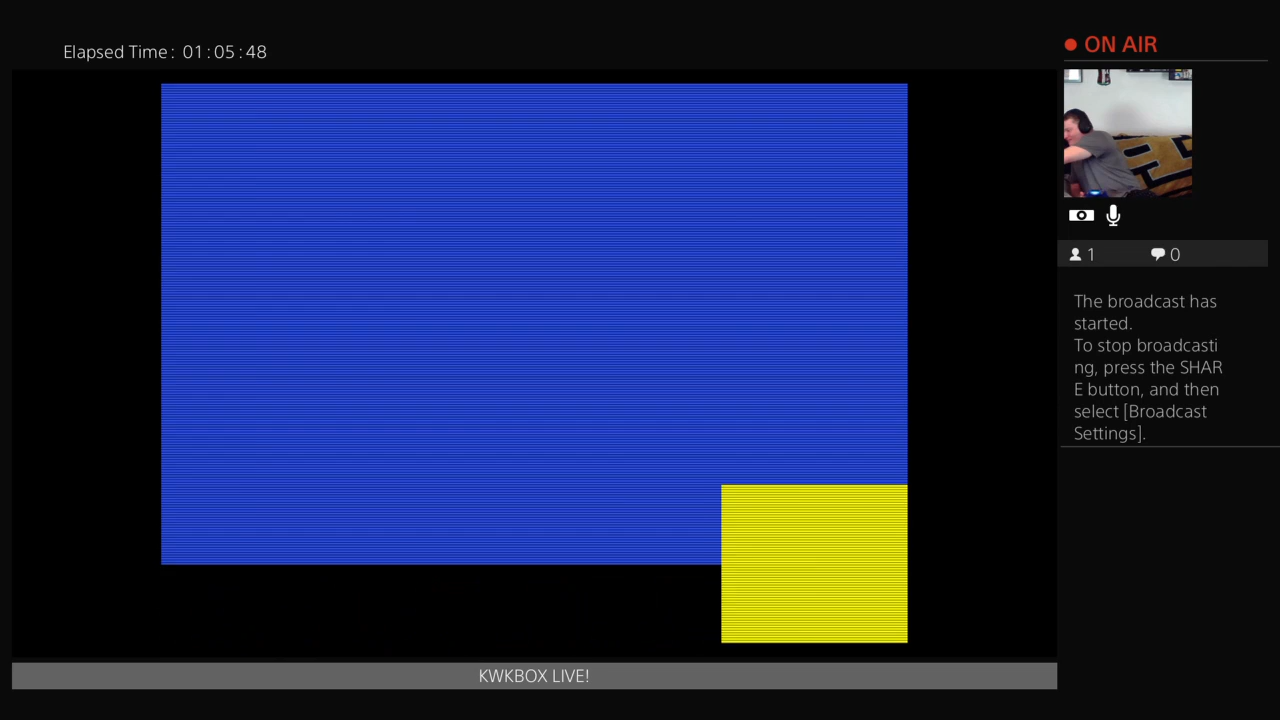 Elapsed Time: 01:05:48
ON AIR
1
0
The broadcast has
started.
To stop broadcasti
ng, press the SHAR
E button, and then
select [Broadcast
Settings].
KWKBOX LIVE!